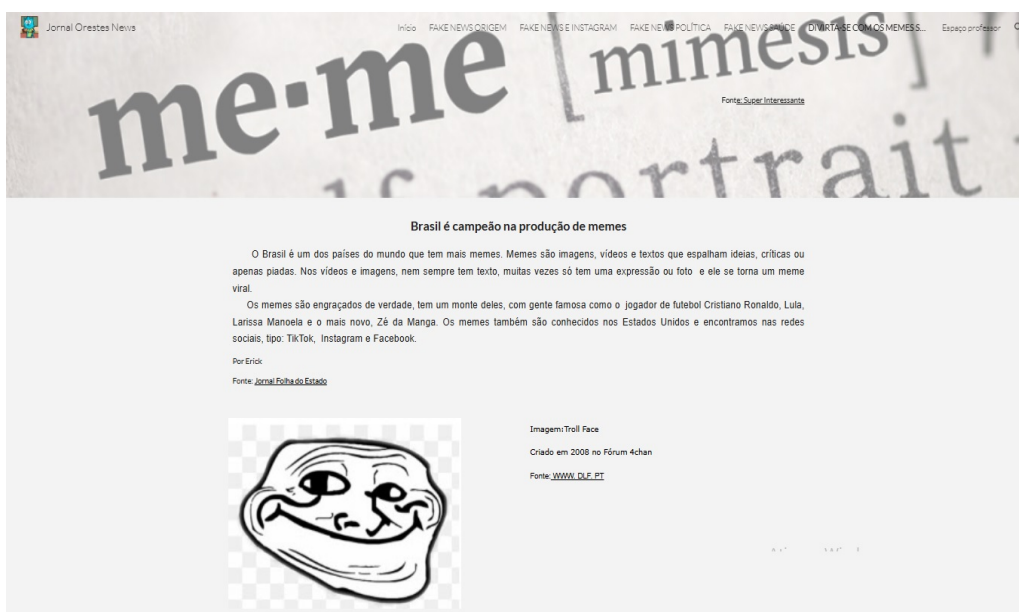 Jornal Orestes News
Início FAKE NEWS ORIGEM FAKE NEWS E INSTAGRAM FAKE NEWS POLÍTICA FAKE NEWS SAÚDE DIVIRTA-SE COM OS MEMES S... Espaço professor
me·me [mimesis]
Fonte: Super Interessante
portrait
Brasil é campeão na produção de memes
O Brasil é um dos países do mundo que tem mais memes. Memes são imagens, vídeos e textos que espalham ideias, críticas ou
apenas piadas. Nos vídeos e imagens, nem sempre tem texto, muitas vezes só tem uma expressão ou foto e ele se torna um meme
viral.
Os memes são engraçados de verdade, tem um monte deles, com gente famosa como o jogador de futebol Cristiano Ronaldo, Lula,
Larissa Manoela e o mais novo, Zé da Manga. Os memes também são conhecidos nos Estados Unidos e encontramos nas redes
sociais, tipo: TikTok, Instagram e Facebook.
Por Erick
Fonte: Jornal Folha do Estado
Imagem: Troll Face
Criado em 2008 no Fórum 4chan
Fonte: WWW. DLF. PT